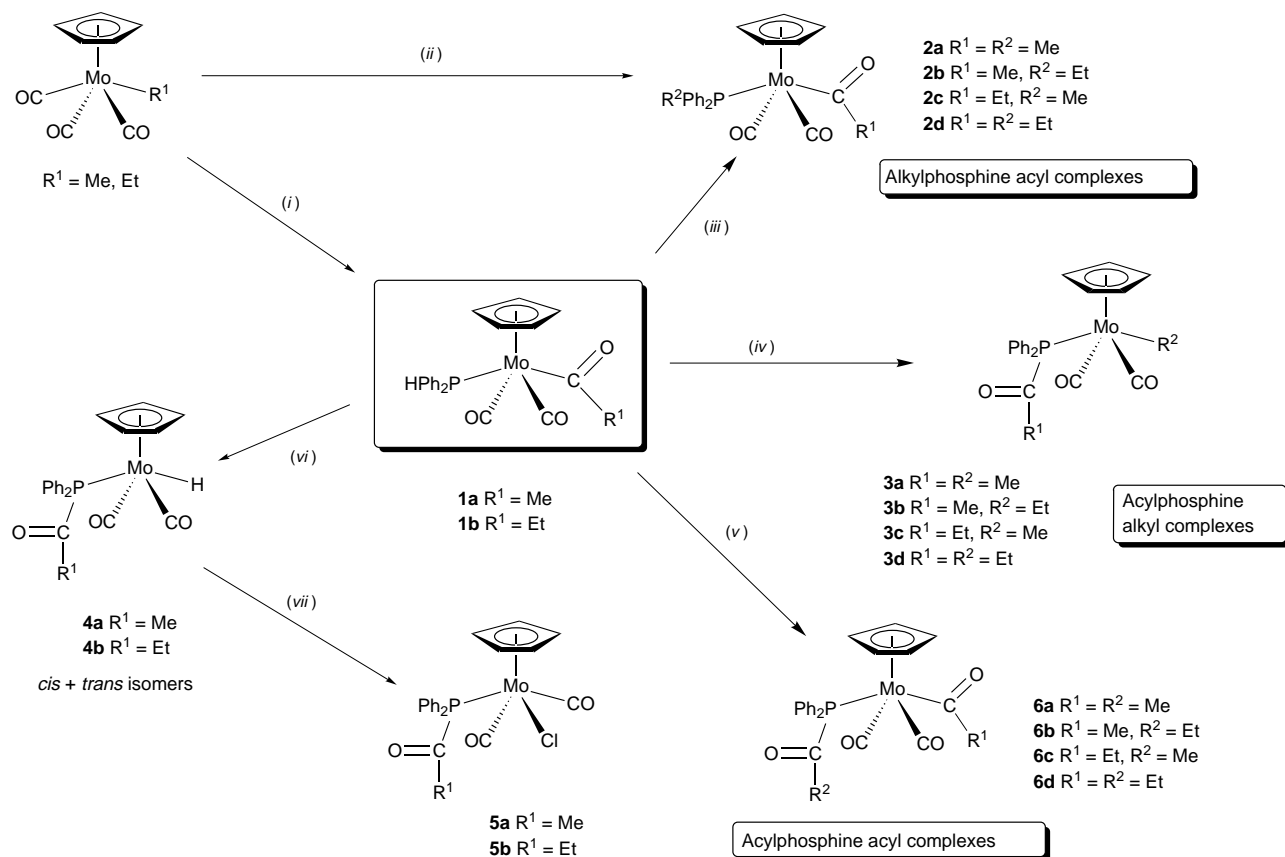 Mo
OC
OC
CO
R¹
R¹ = Me, Et
(ii)
(i)
Mo
R²Ph₂P
OC
CO
C
O
R¹
2a R¹ = R² = Me
2b R¹ = Me, R² = Et
2c R¹ = Et, R² = Me
2d R¹ = R² = Et
Alkylphosphine acyl complexes
(iii)
Mo
HPh₂P
OC
CO
C
O
R¹
1a R¹ = Me
1b R¹ = Et
(iv)
Mo
Ph₂P
R²
OC
CO
O
C
R¹
3a R¹ = R² = Me
3b R¹ = Me, R² = Et
3c R¹ = Et, R² = Me
3d R¹ = R² = Et
Acylphosphine
alkyl complexes
(vi)
Mo
Ph₂P
H
OC
CO
O
C
R¹
4a R¹ = Me
4b R¹ = Et
cis + trans isomers
(vii)
Mo
Ph₂P
CO
OC
Cl
O
C
R¹
5a R¹ = Me
5b R¹ = Et
(v)
Mo
Ph₂P
OC
CO
C
O
R¹
O
C
R²
6a R¹ = R² = Me
6b R¹ = Me, R² = Et
6c R¹ = Et, R² = Me
6d R¹ = R² = Et
Acylphosphine acyl complexes